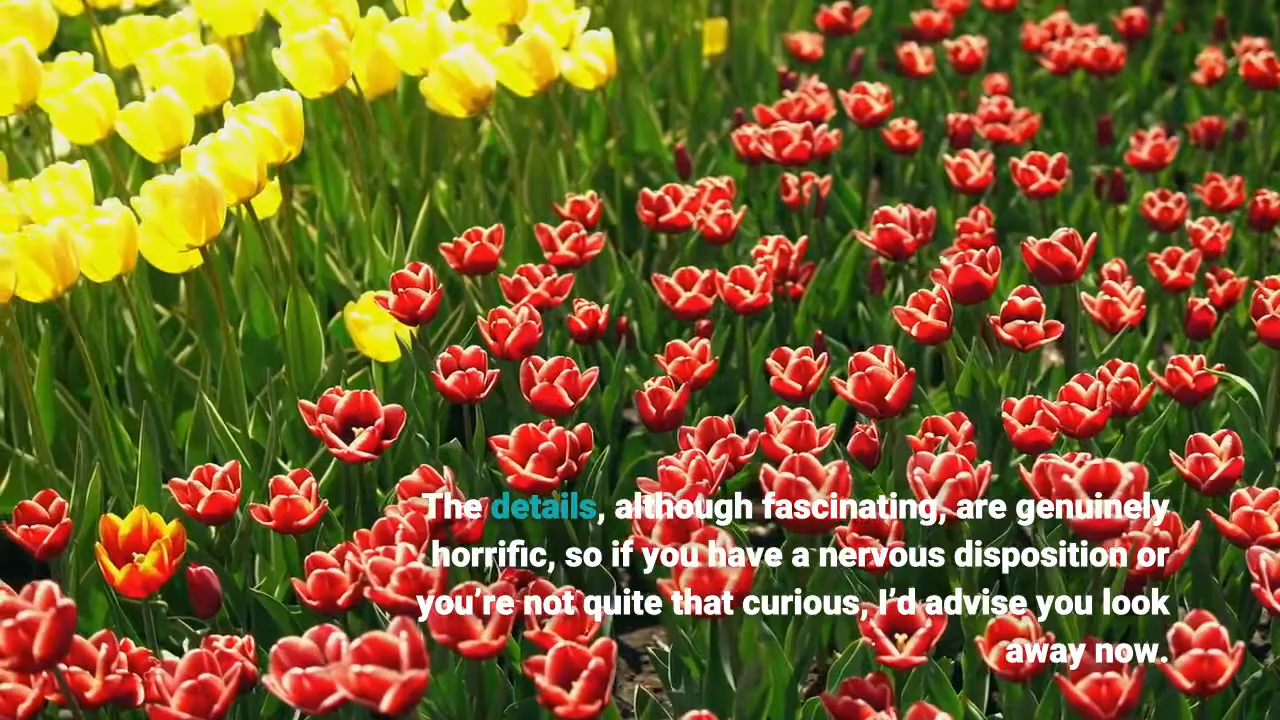 The details, although fascinating, are genuinely
horrific, so if you have a nervous disposition or
you’re not quite that curious, I’d advise you look
away now.